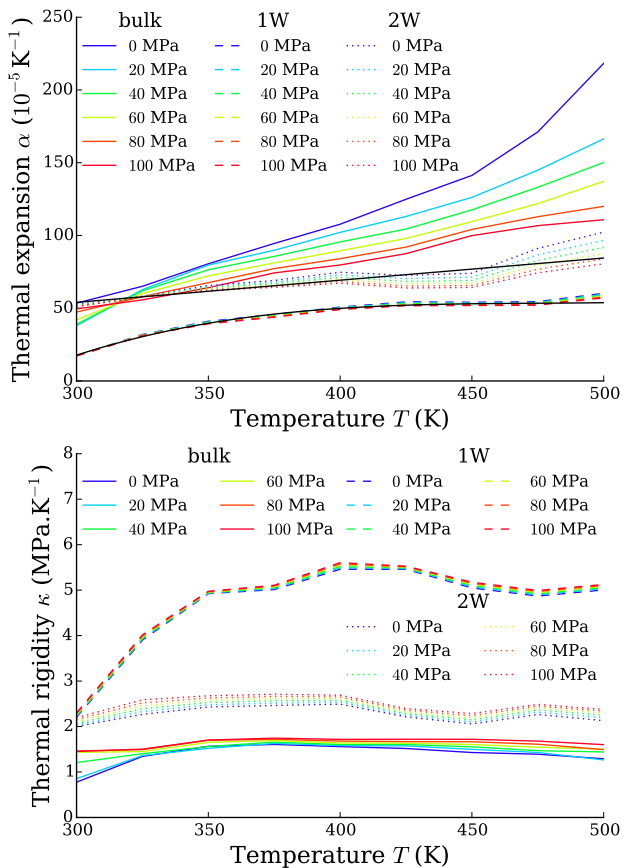 bulk 1W 2W
0 MPa 0 MPa 0 MPa
20 MPa 20 MPa 20 MPa
40 MPa 40 MPa 40 MPa
60 MPa 60 MPa 60 MPa
80 MPa 80 MPa 80 MPa
100 MPa 100 MPa 100 MPa
250
200
150
100
50
0
Thermal expansion α (10⁻⁵ K⁻¹)
300 350 400 450 500
Temperature T (K)
bulk 1W
0 MPa 60 MPa 0 MPa 60 MPa
20 MPa 80 MPa 20 MPa 80 MPa
40 MPa 100 MPa 40 MPa 100 MPa
2W
0 MPa 60 MPa
20 MPa 80 MPa
40 MPa 100 MPa
8
7
6
5
4
3
2
1
0
Thermal rigidity κ (MPa.K⁻¹)
300 350 400 450 500
Temperature T (K)